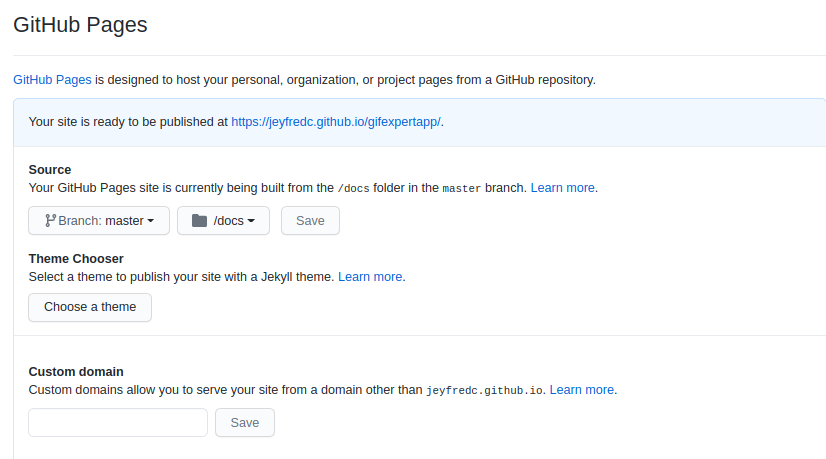 GitHub Pages
GitHub Pages is designed to host your personal, organization, or project pages from a GitHub repository.
Your site is ready to be published at https://jeyfredc.github.io/gifexpertapp/.
Source
Your GitHub Pages site is currently being built from the /docs folder in the master branch. Learn more.
Branch: master /docs Save
Theme Chooser
Select a theme to publish your site with a Jekyll theme. Learn more.
Choose a theme
Custom domain
Custom domains allow you to serve your site from a domain other than jeyfredc.github.io. Learn more.
Save